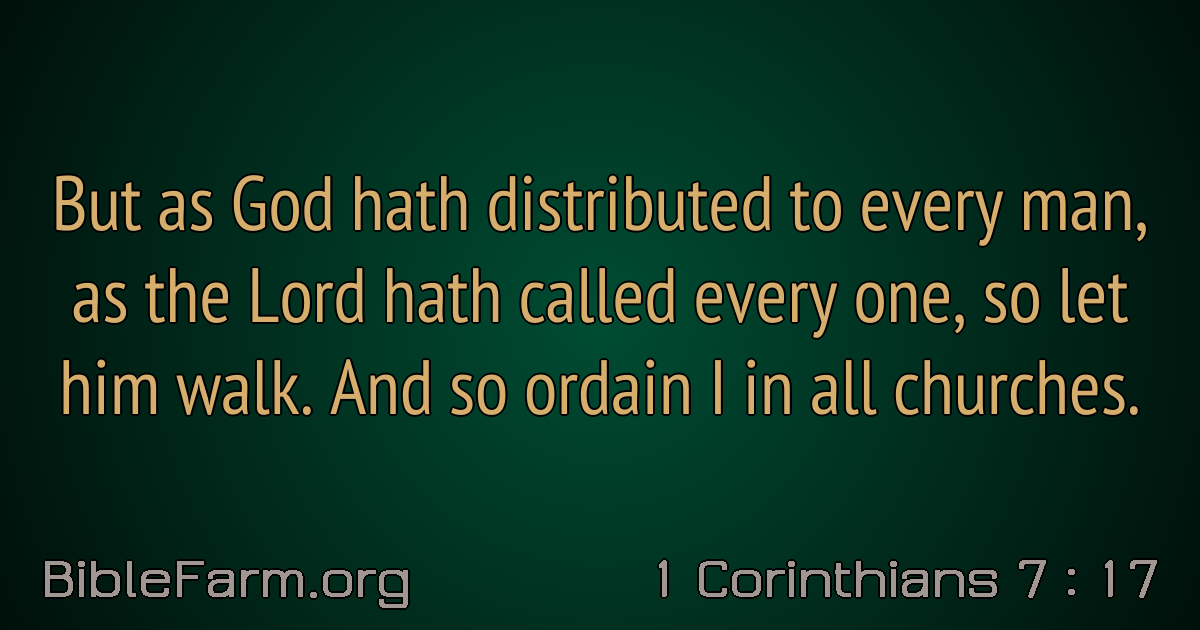 But as God hath distributed to every man,
as the Lord hath called every one, so let
him walk. And so ordain I in all churches.
BibleFarm.org
1 Corinthians 7 : 17